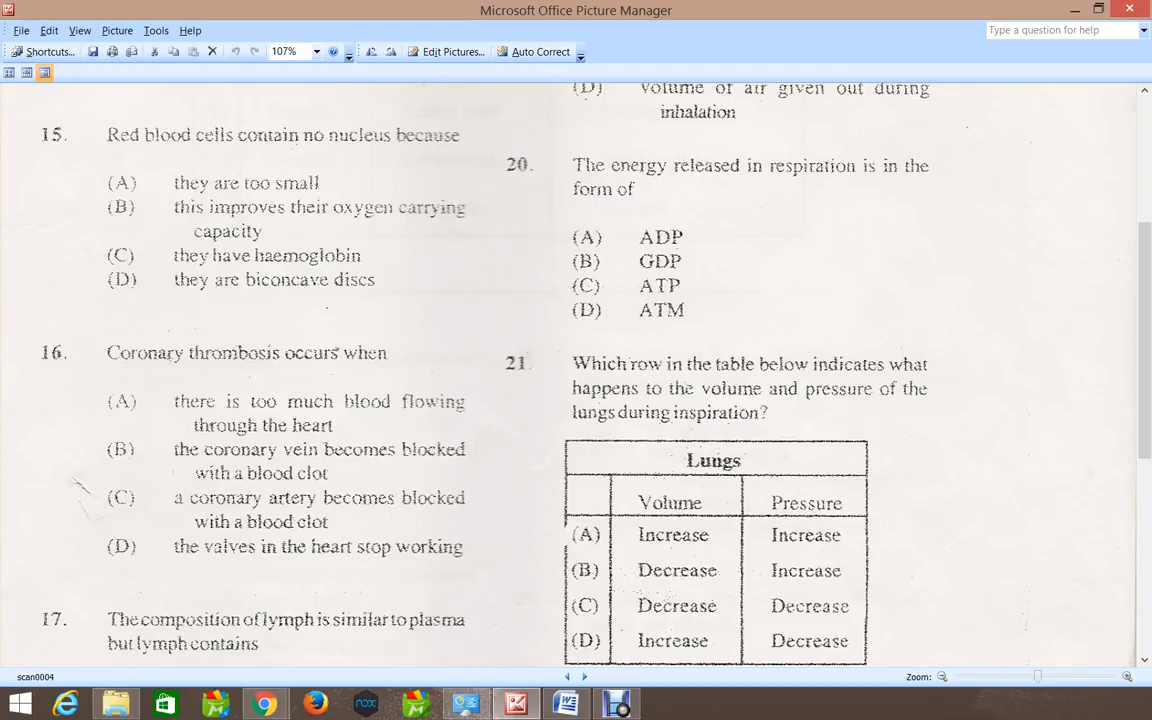 Microsoft Office Picture Manager
File Edit View Picture Tools Help
Type a question for help
Shortcuts... 107% Edit Pictures... Auto Correct
15. Red blood cells contain no nucleus because
(A) they are too small
(B) this improves their oxygen carrying
capacity
(C) they have haemoglobin
(D) they are biconcave discs
16. Coronary thrombosis occurs when
(A) there is too much blood flowing
through the heart
(B) the coronary vein becomes blocked
with a blood clot
(C) a coronary artery becomes blocked
with a blood clot
(D) the valves in the heart stop working
17. The composition of lymph is similar to plasma
but lymph contains
(D) volume of air given out during
inhalation
20. The energy released in respiration is in the
form of
(A) ADP
(B) GDP
(C) ATP
(D) ATM
21. Which row in the table below indicates what
happens to the volume and pressure of the
lungs during inspiration?
Lungs
Volume Pressure
(A) Increase Increase
(B) Decrease Increase
(C) Decrease Decrease
(D) Increase Decrease
scan0004
Zoom:
nox